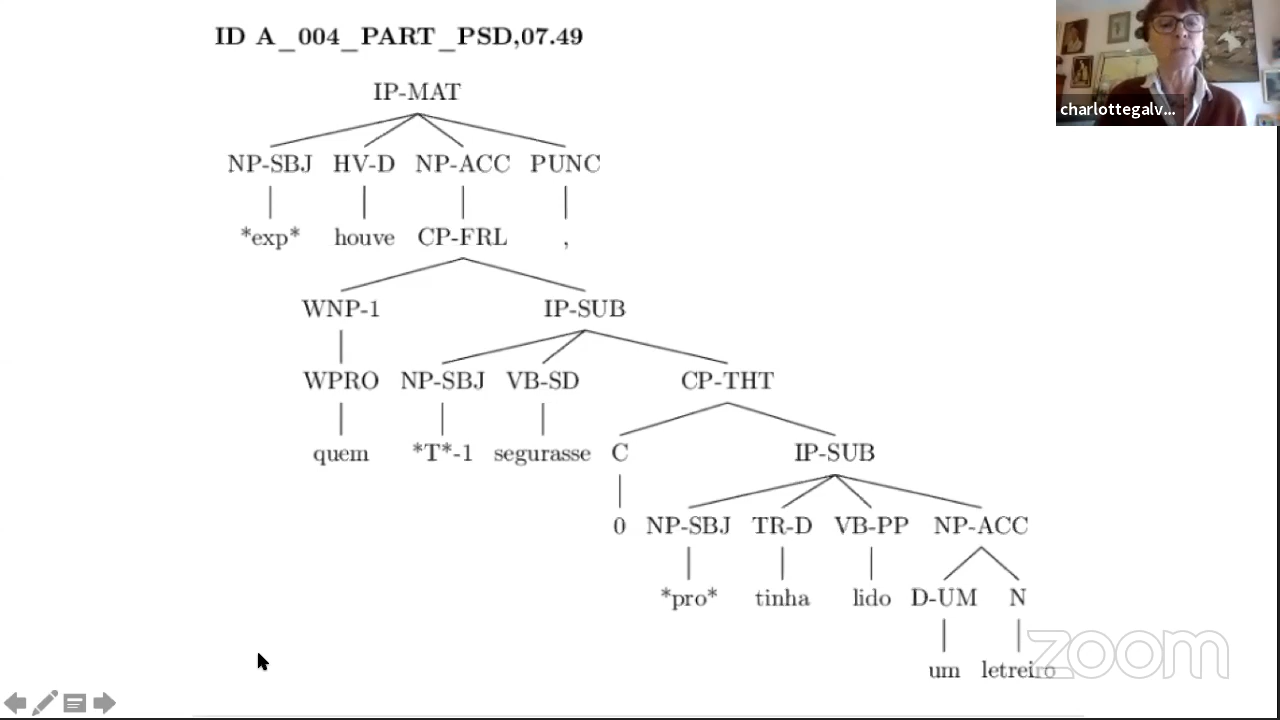 ID A_004_PART_PSD,07.49
charlottegalv...
IP-MAT
NP-SBJ HV-D NP-ACC PUNC
*exp* houve CP-FRL ,
WNP-1 IP-SUB
WPRO NP-SBJ VB-SD CP-THT
quem *T*-1 segurasse C IP-SUB
0 NP-SBJ TR-D VB-PP NP-ACC
*pro* tinha lido D-UM N
um letreiro
zoom